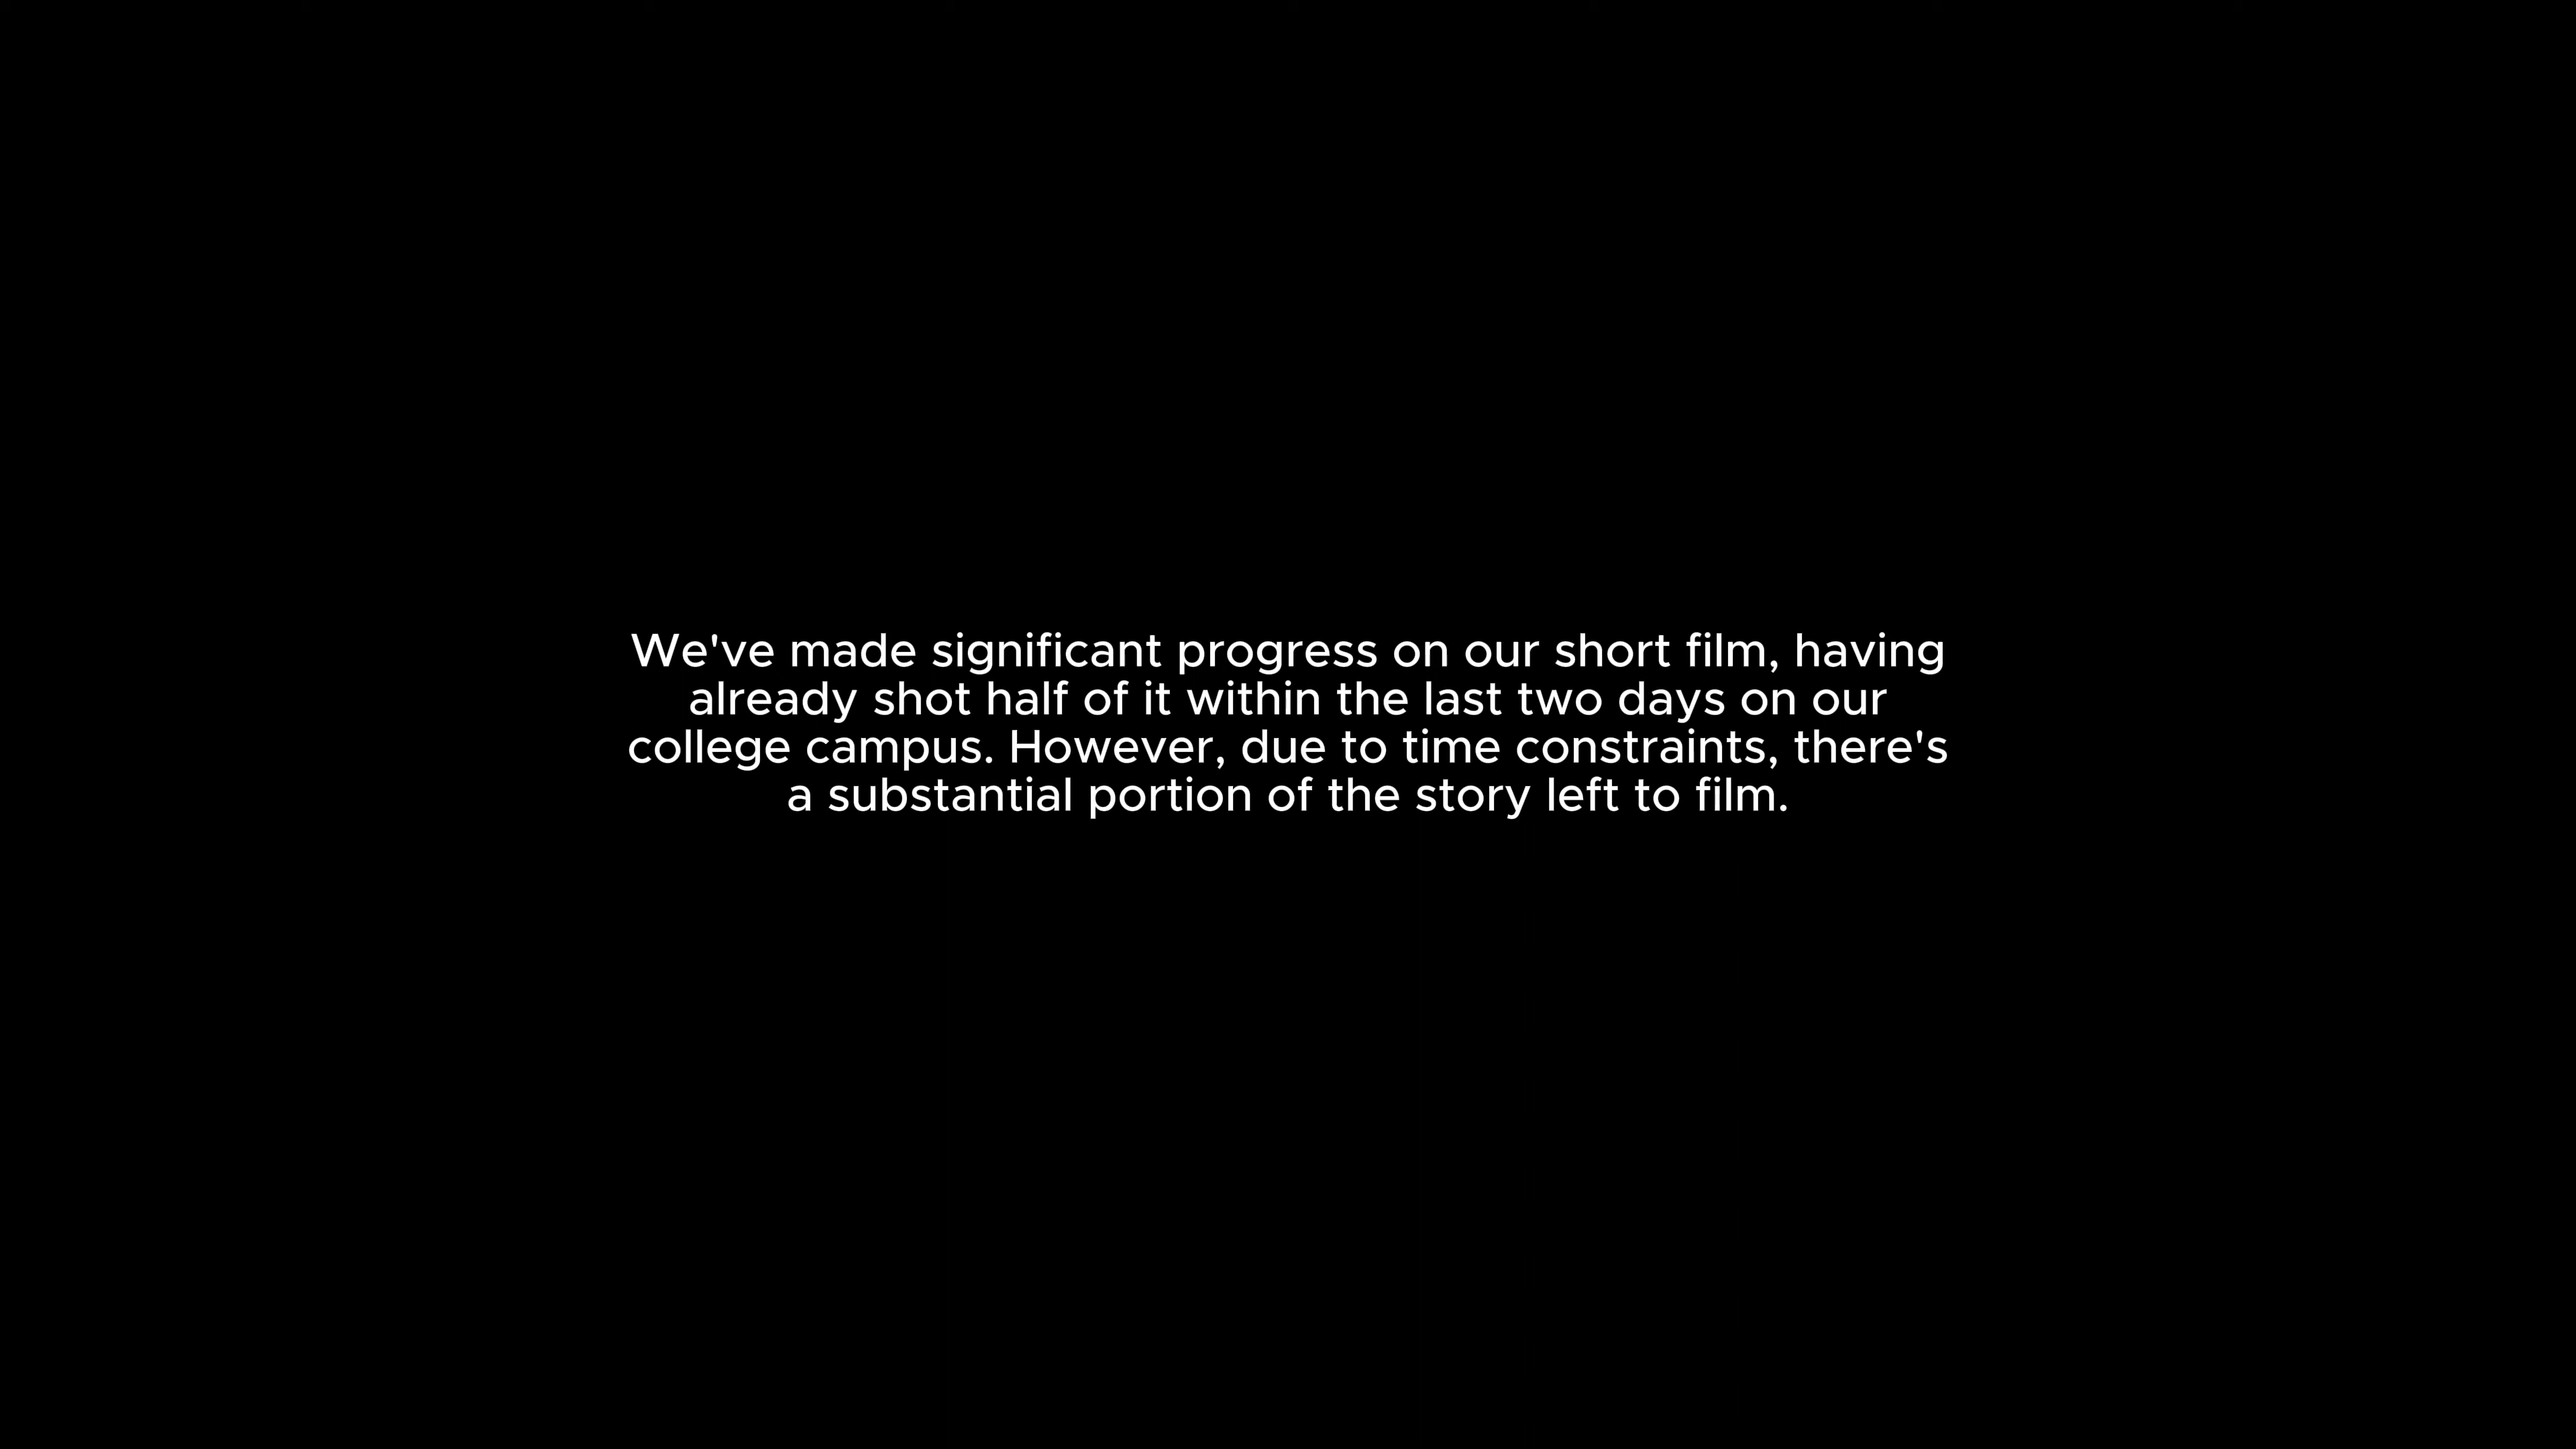 We've made significant progress on our short film, having
already shot half of it within the last two days on our
college campus. However, due to time constraints, there's
a substantial portion of the story left to film.